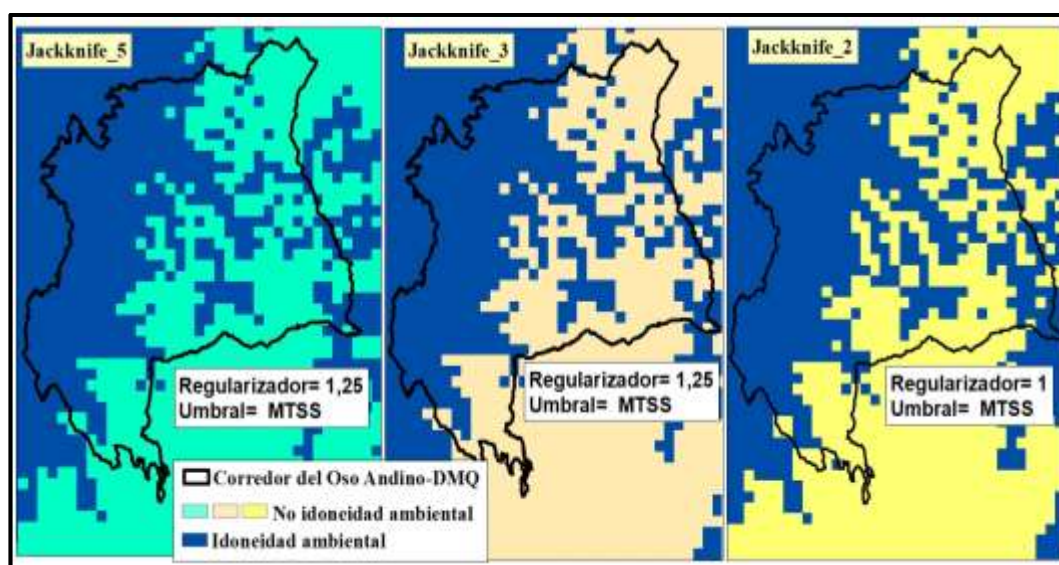 Jackknife_5
Jackknife_3
Jackknife_2
Regularizador= 1,25
Umbral= MTSS
Regularizador= 1,25
Umbral= MTSS
Regularizador= 1
Umbral= MTSS
Corredor del Oso Andino-DMQ
No idoneidad ambiental
Idoneidad ambiental